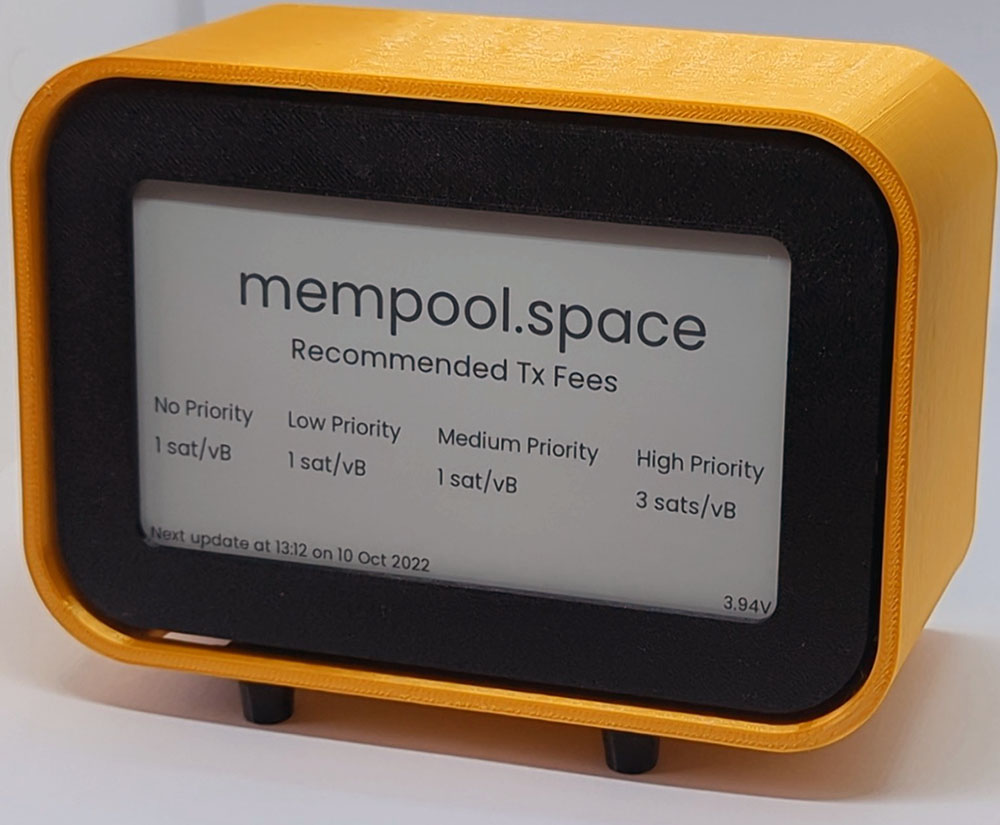 mempool.space
Recommended Tx Fees
No Priority Low Priority Medium Priority High Priority
1 sat/vB 1 sat/vB 1 sat/vB 3 sats/vB
Next update at 13:12 on 10 Oct 2022
3.94V